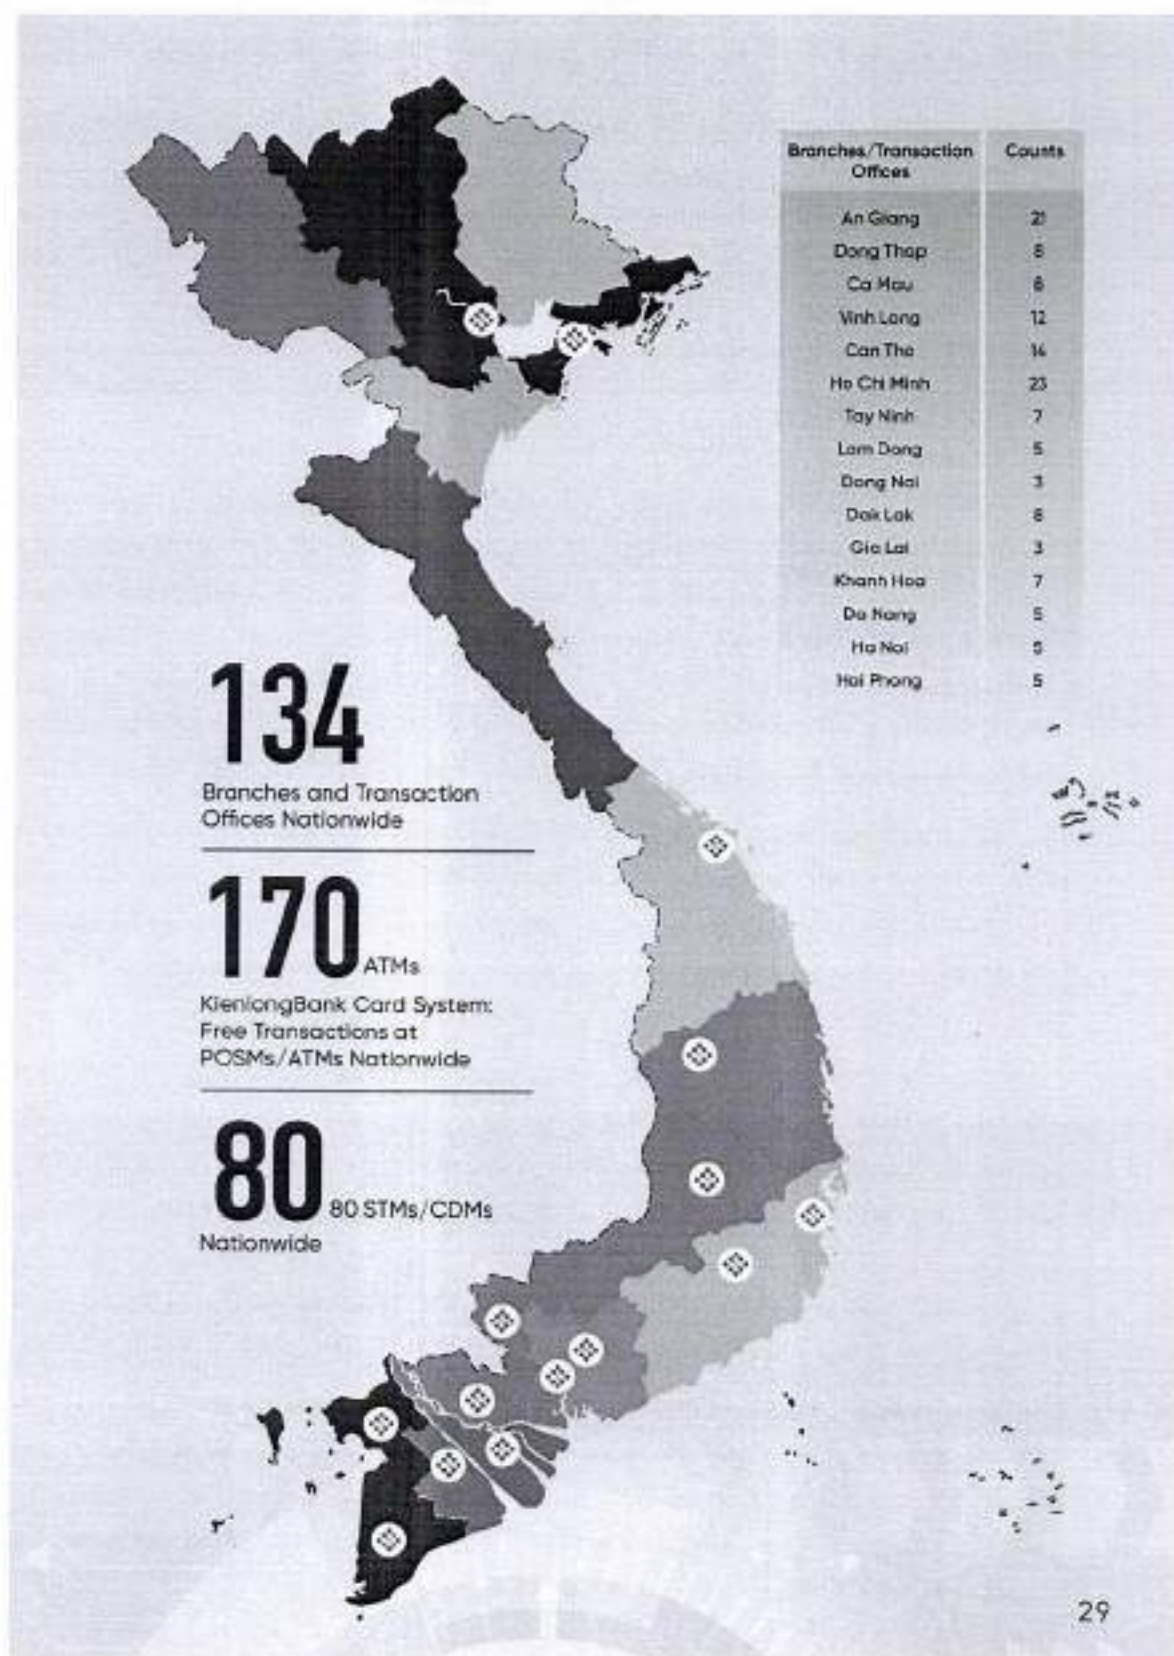 Branches/Transaction Offices Counts
An Giang 21
Dong Thap 8
Ca Mau 8
Vinh Long 12
Can Tho 14
Ho Chi Minh 23
Tay Ninh 7
Lam Dong 5
Dong Nai 3
Dak Lak 8
Gia Lai 3
Khanh Hoa 7
Da Nang 5
Ha Noi 5
Hai Phong 5
134
Branches and Transaction
Offices Nationwide
170 ATMs
KienlongBank Card System:
Free Transactions at
POSMs/ATMs Nationwide
80 80 STMs/CDMs
Nationwide
29